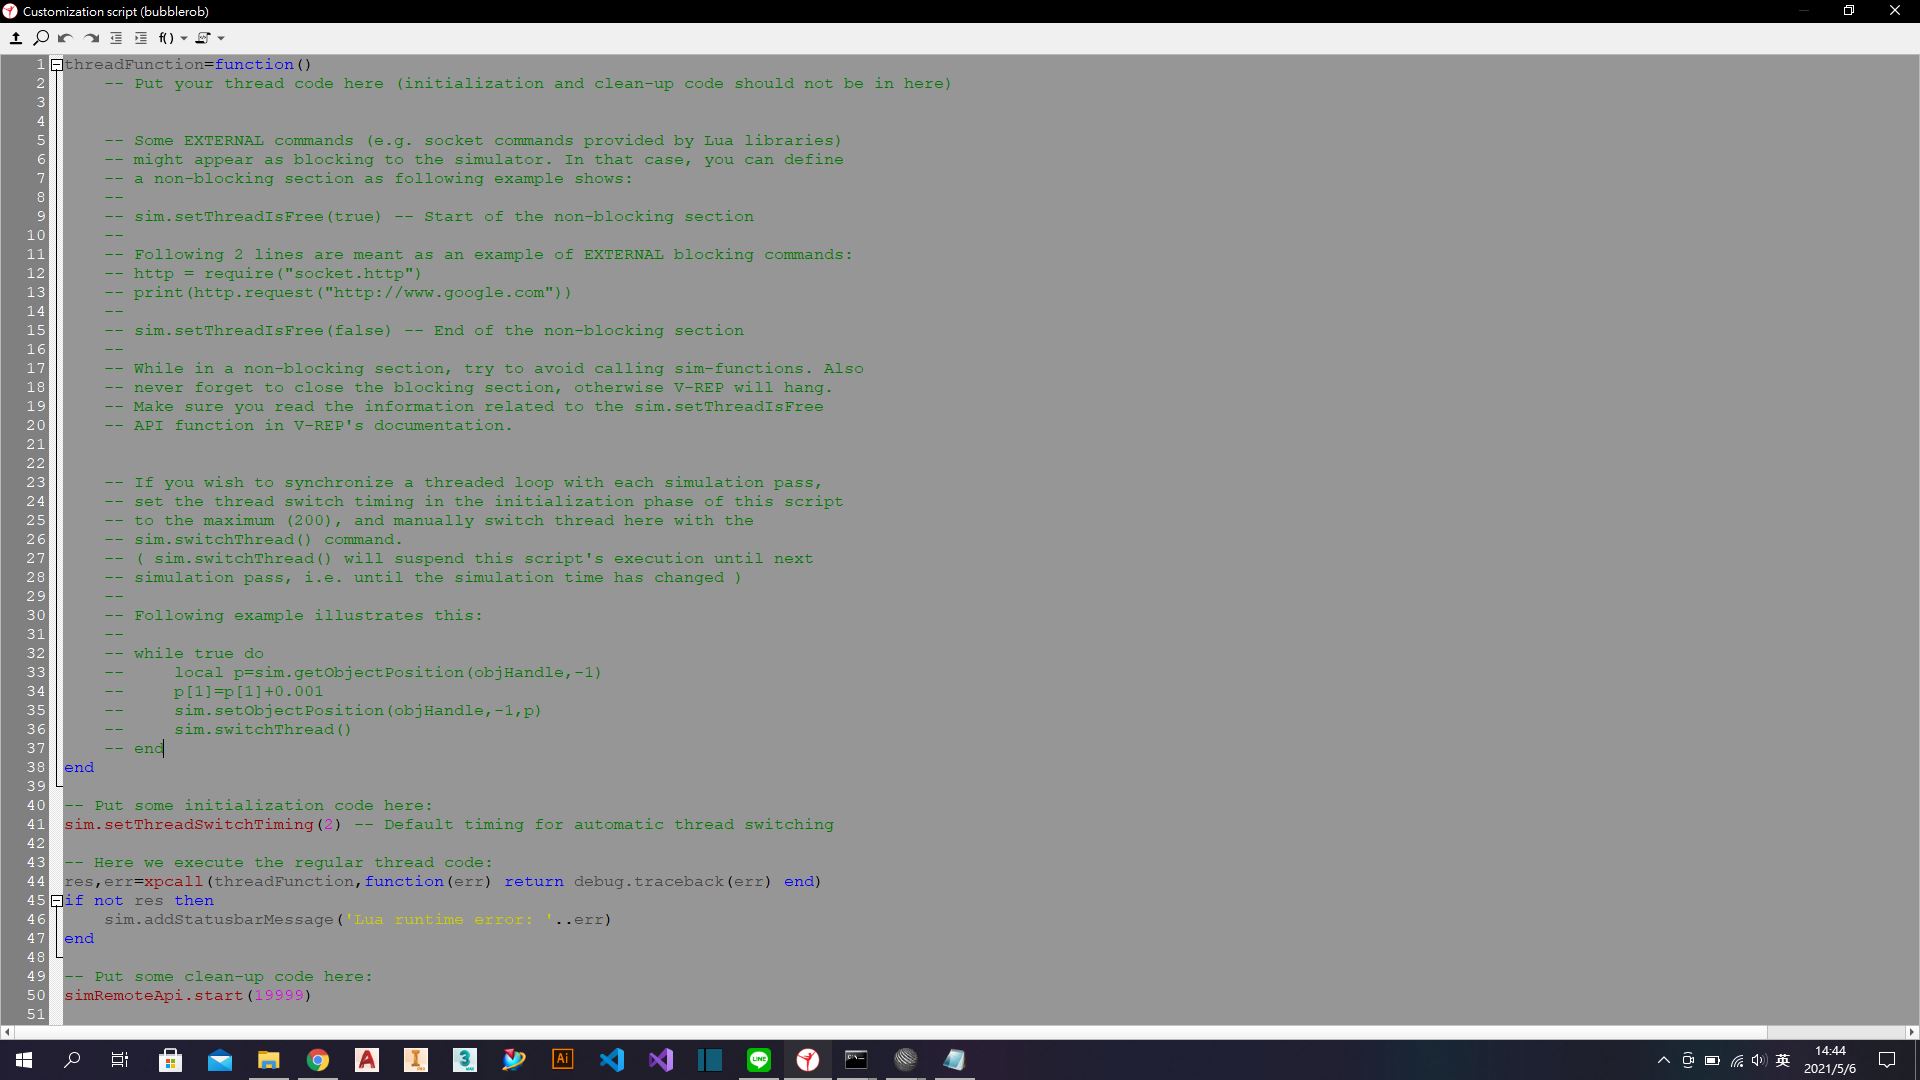 Customization script (bubblerob)
f()
1 threadFunction=function()
2 -- Put your thread code here (initialization and clean-up code should not be in here)
3
4
5 -- Some EXTERNAL commands (e.g. socket commands provided by Lua libraries)
6 -- might appear as blocking to the simulator. In that case, you can define
7 -- a non-blocking section as following example shows:
8 --
9 -- sim.setThreadIsFree(true) -- Start of the non-blocking section
10 --
11 -- Following 2 lines are meant as an example of EXTERNAL blocking commands:
12 -- http = require("socket.http")
13 -- print(http.request("http://www.google.com"))
14 --
15 -- sim.setThreadIsFree(false) -- End of the non-blocking section
16 --
17 -- While in a non-blocking section, try to avoid calling sim-functions. Also
18 -- never forget to close the blocking section, otherwise V-REP will hang.
19 -- Make sure you read the information related to the sim.setThreadIsFree
20 -- API function in V-REP's documentation.
21
22
23 -- If you wish to synchronize a threaded loop with each simulation pass,
24 -- set the thread switch timing in the initialization phase of this script
25 -- to the maximum (200), and manually switch thread here with the
26 -- sim.switchThread() command.
27 -- ( sim.switchThread() will suspend this script's execution until next
28 -- simulation pass, i.e. until the simulation time has changed )
29 --
30 -- Following example illustrates this:
31 --
32 -- while true do
33 --     local p=sim.getObjectPosition(objHandle,-1)
34 --     p[1]=p[1]+0.001
35 --     sim.setObjectPosition(objHandle,-1,p)
36 --     sim.switchThread()
37 -- end
38 end
39
40 -- Put some initialization code here:
41 sim.setThreadSwitchTiming(2) -- Default timing for automatic thread switching
42
43 -- Here we execute the regular thread code:
44 res,err=xpcall(threadFunction,function(err) return debug.traceback(err) end)
45 if not res then
46     sim.addStatusbarMessage('Lua runtime error: '..err)
47 end
48
49 -- Put some clean-up code here:
50 simRemoteApi.start(19999)
51
A
I
3
Ai
LINE
英
14:44
2021/5/6